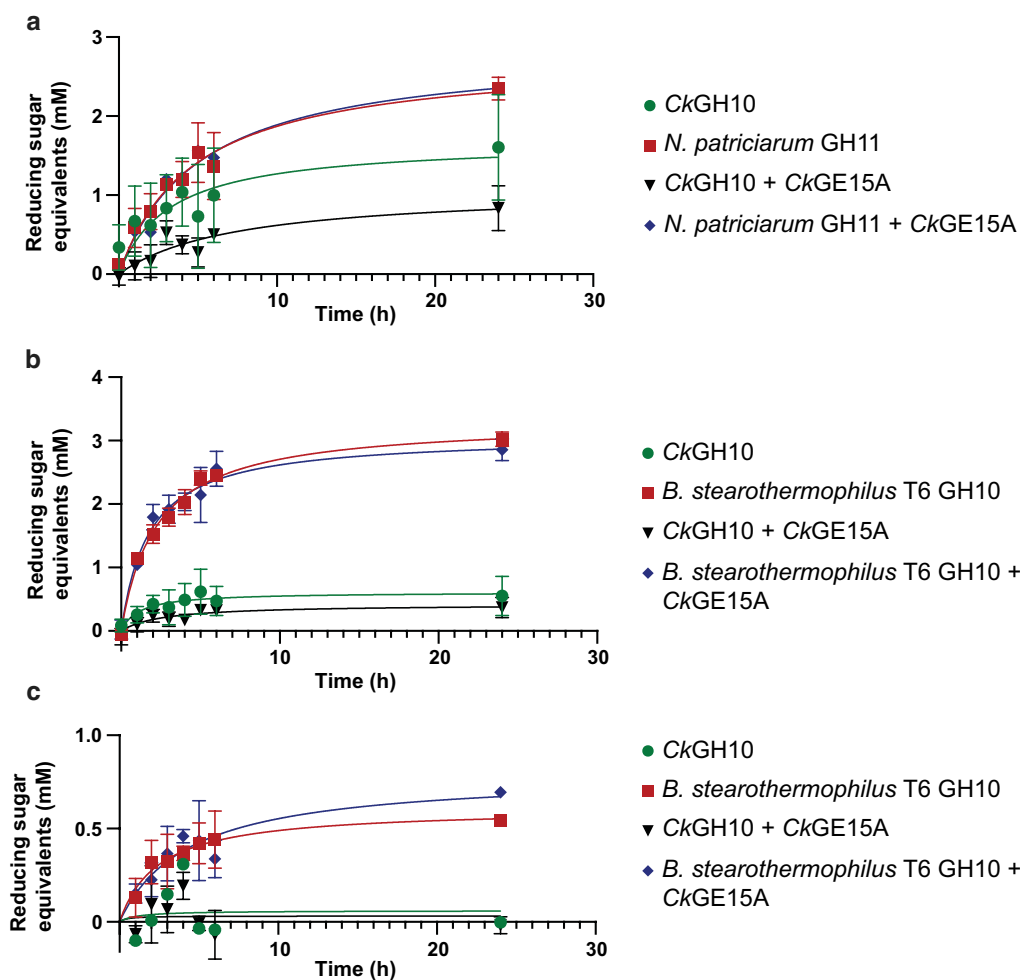 a
Reducing sugar
equivalents (mM)
3
2
1
0
10
20
30
Time (h)
CkGH10
N. patriciarum GH11
CkGH10 + CkGE15A
N. patriciarum GH11 + CkGE15A
b
Reducing sugar
equivalents (mM)
4
3
2
1
0
10
20
30
Time (h)
CkGH10
B. stearothermophilus T6 GH10
CkGH10 + CkGE15A
B. stearothermophilus T6 GH10 +
CkGE15A
c
Reducing sugar
equivalents (mM)
1.0
0.5
0
10
20
30
Time (h)
CkGH10
B. stearothermophilus T6 GH10
CkGH10 + CkGE15A
B. stearothermophilus T6 GH10 +
CkGE15A